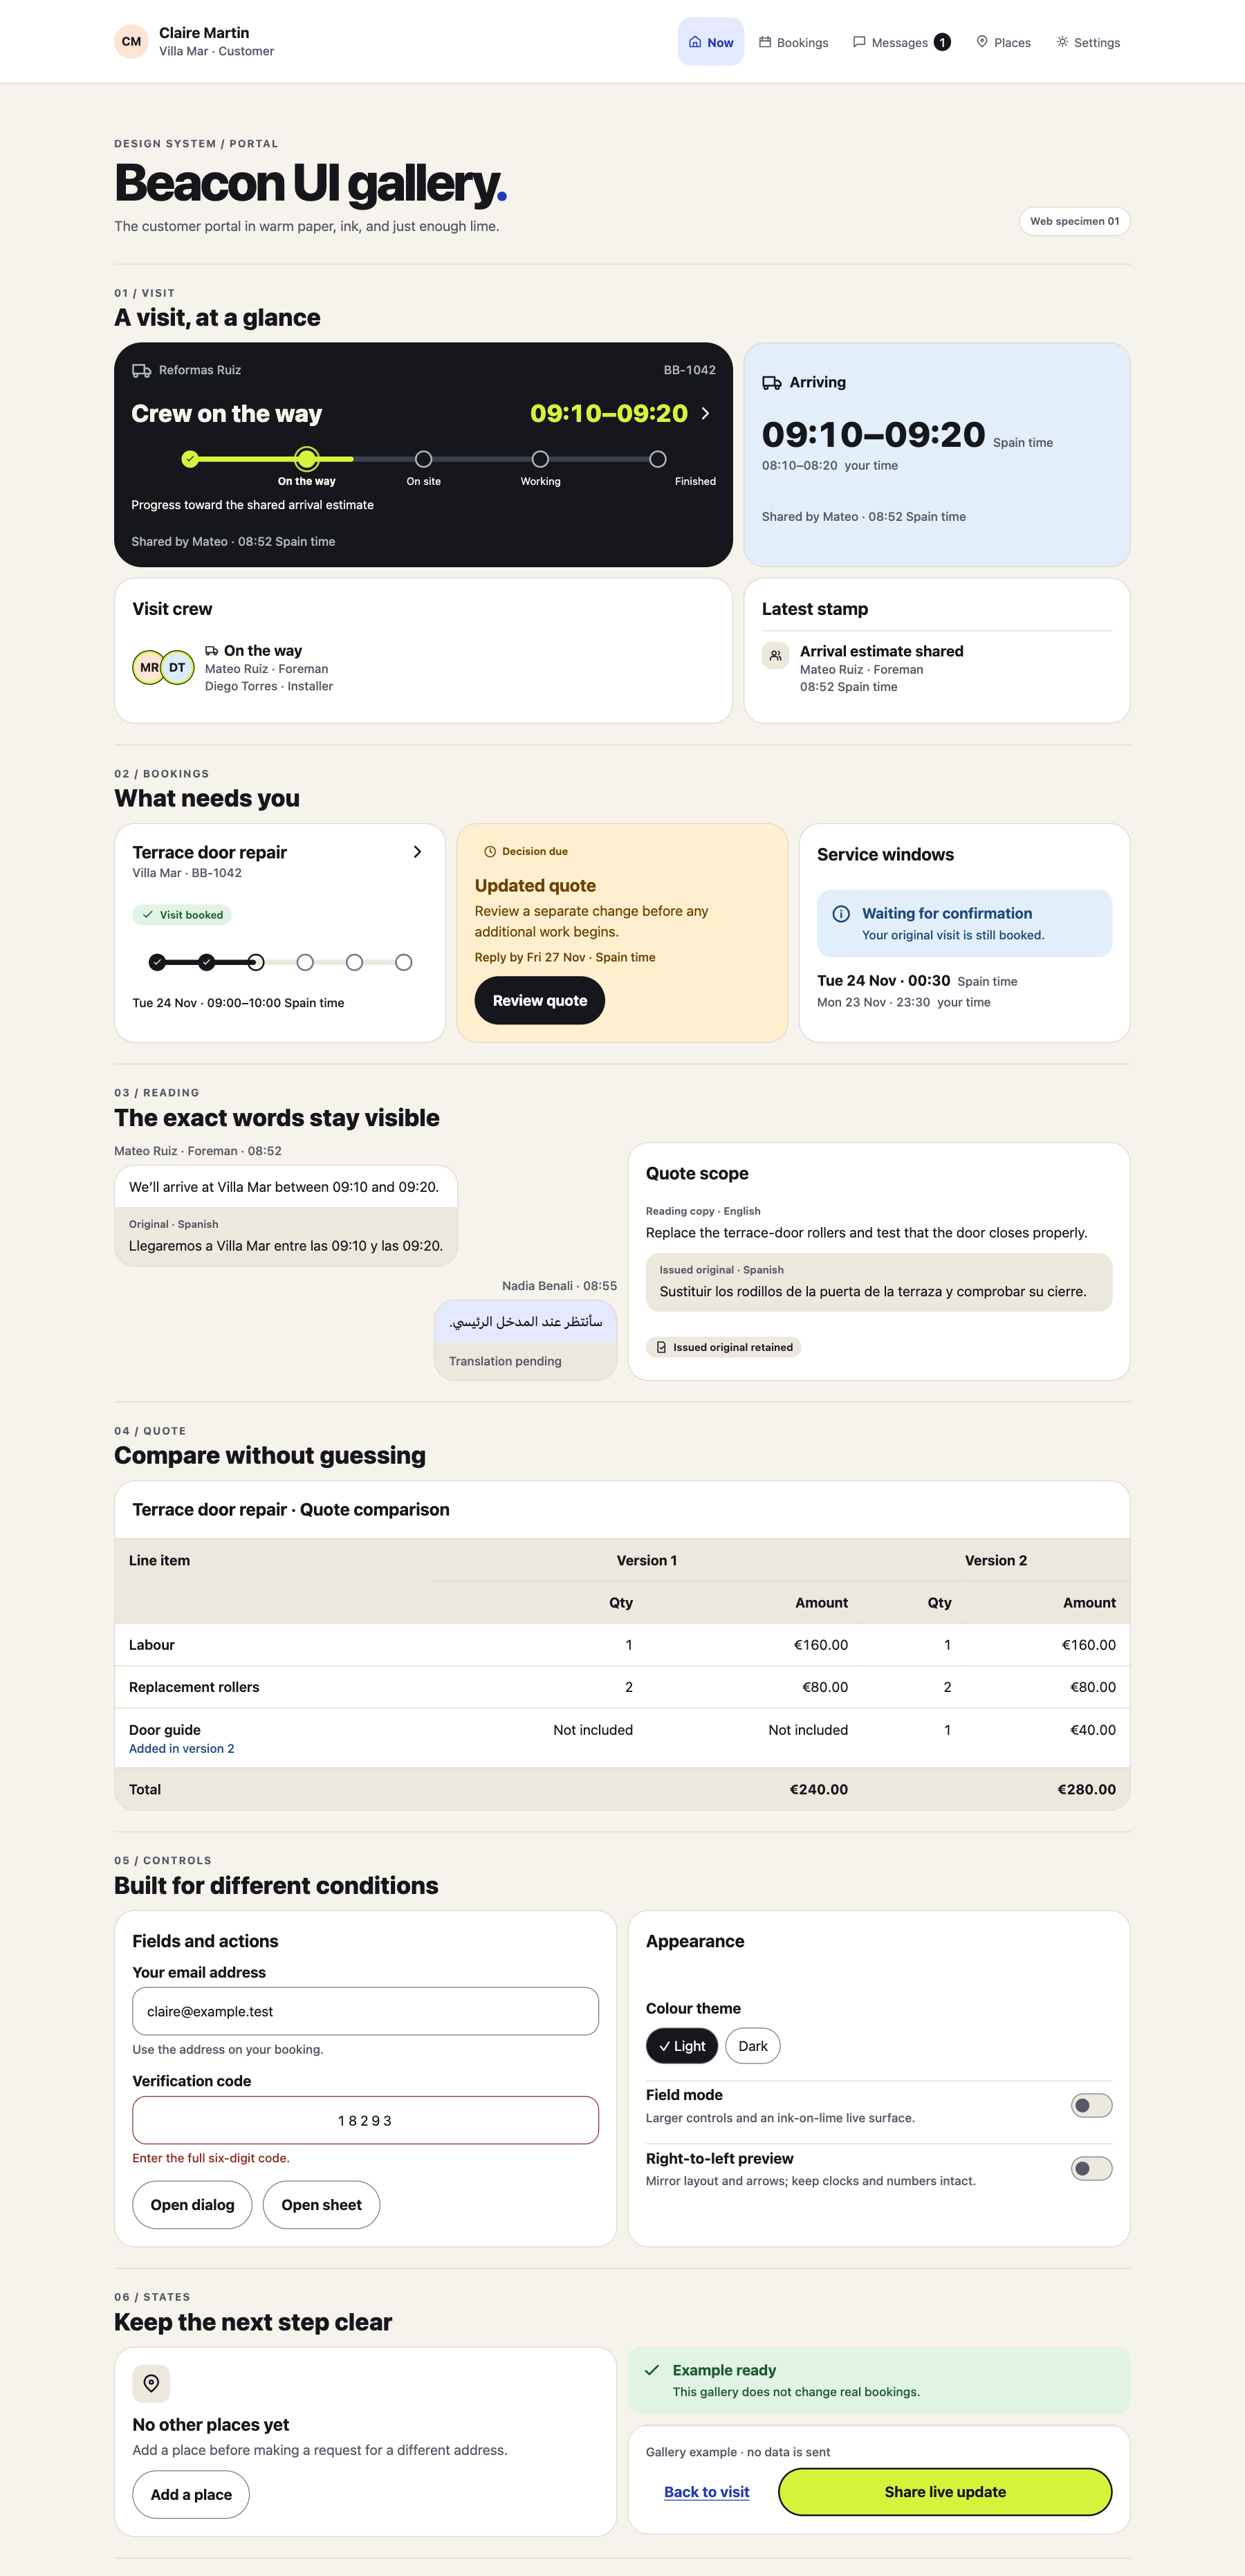 CM
Claire Martin
Villa Mar · Customer
Now
Bookings
Messages 1
Places
Settings
DESIGN SYSTEM / PORTAL
Beacon UI gallery.
The customer portal in warm paper, ink, and just enough lime.
Web specimen 01
01 / VISIT
A visit, at a glance
Reformas Ruiz
BB-1042
Crew on the way
09:10–09:20
On the way
On site
Working
Finished
Progress toward the shared arrival estimate
Shared by Mateo · 08:52 Spain time
Arriving
09:10–09:20 Spain time
08:10–08:20 your time
Shared by Mateo · 08:52 Spain time
Visit crew
MR DT
On the way
Mateo Ruiz · Foreman
Diego Torres · Installer
Latest stamp
Arrival estimate shared
Mateo Ruiz · Foreman
08:52 Spain time
02 / BOOKINGS
What needs you
Terrace door repair
Villa Mar · BB-1042
Visit booked
Tue 24 Nov · 09:00–10:00 Spain time
Decision due
Updated quote
Review a separate change before any
additional work begins.
Reply by Fri 27 Nov · Spain time
Review quote
Service windows
Waiting for confirmation
Your original visit is still booked.
Tue 24 Nov · 00:30 Spain time
Mon 23 Nov · 23:30 your time
03 / READING
The exact words stay visible
Mateo Ruiz · Foreman · 08:52
We'll arrive at Villa Mar between 09:10 and 09:20.
Original · Spanish
Llegaremos a Villa Mar entre las 09:10 y las 09:20.
Nadia Benali · 08:55
سأنتظر عند المدخل الرئيسي.
Translation pending
Quote scope
Reading copy · English
Replace the terrace-door rollers and test that the door closes properly.
Issued original · Spanish
Sustituir los rodillos de la puerta de la terraza y comprobar su cierre.
Issued original retained
04 / QUOTE
Compare without guessing
Terrace door repair · Quote comparison
Line item Version 1 Version 2
Qty Amount Qty Amount
Labour 1 €160.00 1 €160.00
Replacement rollers 2 €80.00 2 €80.00
Door guide Not included Not included 1 €40.00
Added in version 2
Total €240.00 €280.00
05 / CONTROLS
Built for different conditions
Fields and actions
Your email address
claire@example.test
Use the address on your booking.
Verification code
18293
Enter the full six-digit code.
Open dialog
Open sheet
Appearance
Colour theme
Light
Dark
Field mode
Larger controls and an ink-on-lime live surface.
Right-to-left preview
Mirror layout and arrows; keep clocks and numbers intact.
06 / STATES
Keep the next step clear
No other places yet
Add a place before making a request for a different address.
Add a place
Example ready
This gallery does not change real bookings.
Gallery example · no data is sent
Back to visit
Share live update